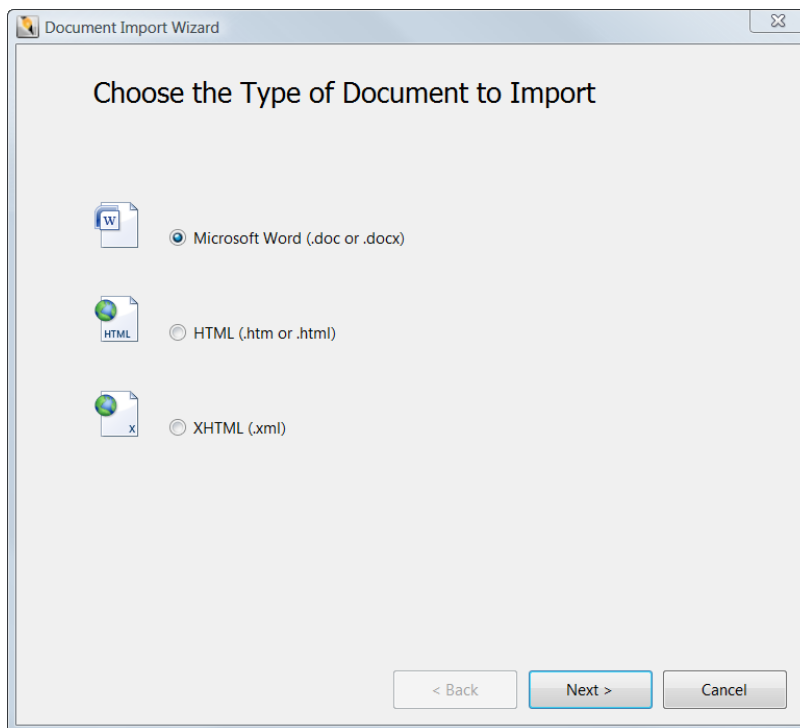 Document Import Wizard
Choose the Type of Document to Import
W
Microsoft Word (.doc or .docx)
HTML
HTML (.htm or .html)
X
XHTML (.xml)
< Back Next > Cancel